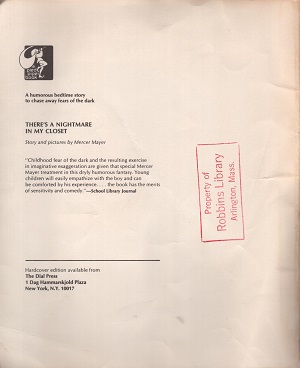 A humorous bedtime story
to chase away fears of the dark
THERE'S A NIGHTMARE
IN MY CLOSET
Story and pictures by Mercer Mayer
"Childhood fear of the dark and the resulting exercise
in imaginative exaggeration are given that special Mercer
Mayer treatment in this dryly humorous fantasy. Young
children will easily empathize with the boy and can
be comforted by his experience. . . . the book has the merits
of sensitivity and comedy."—School Library Journal
Property of
Robbins Library
Arlington, Mass.
Hardcover edition available from
The Dial Press
1 Dag Hammarskjold Plaza
New York, N.Y. 10017